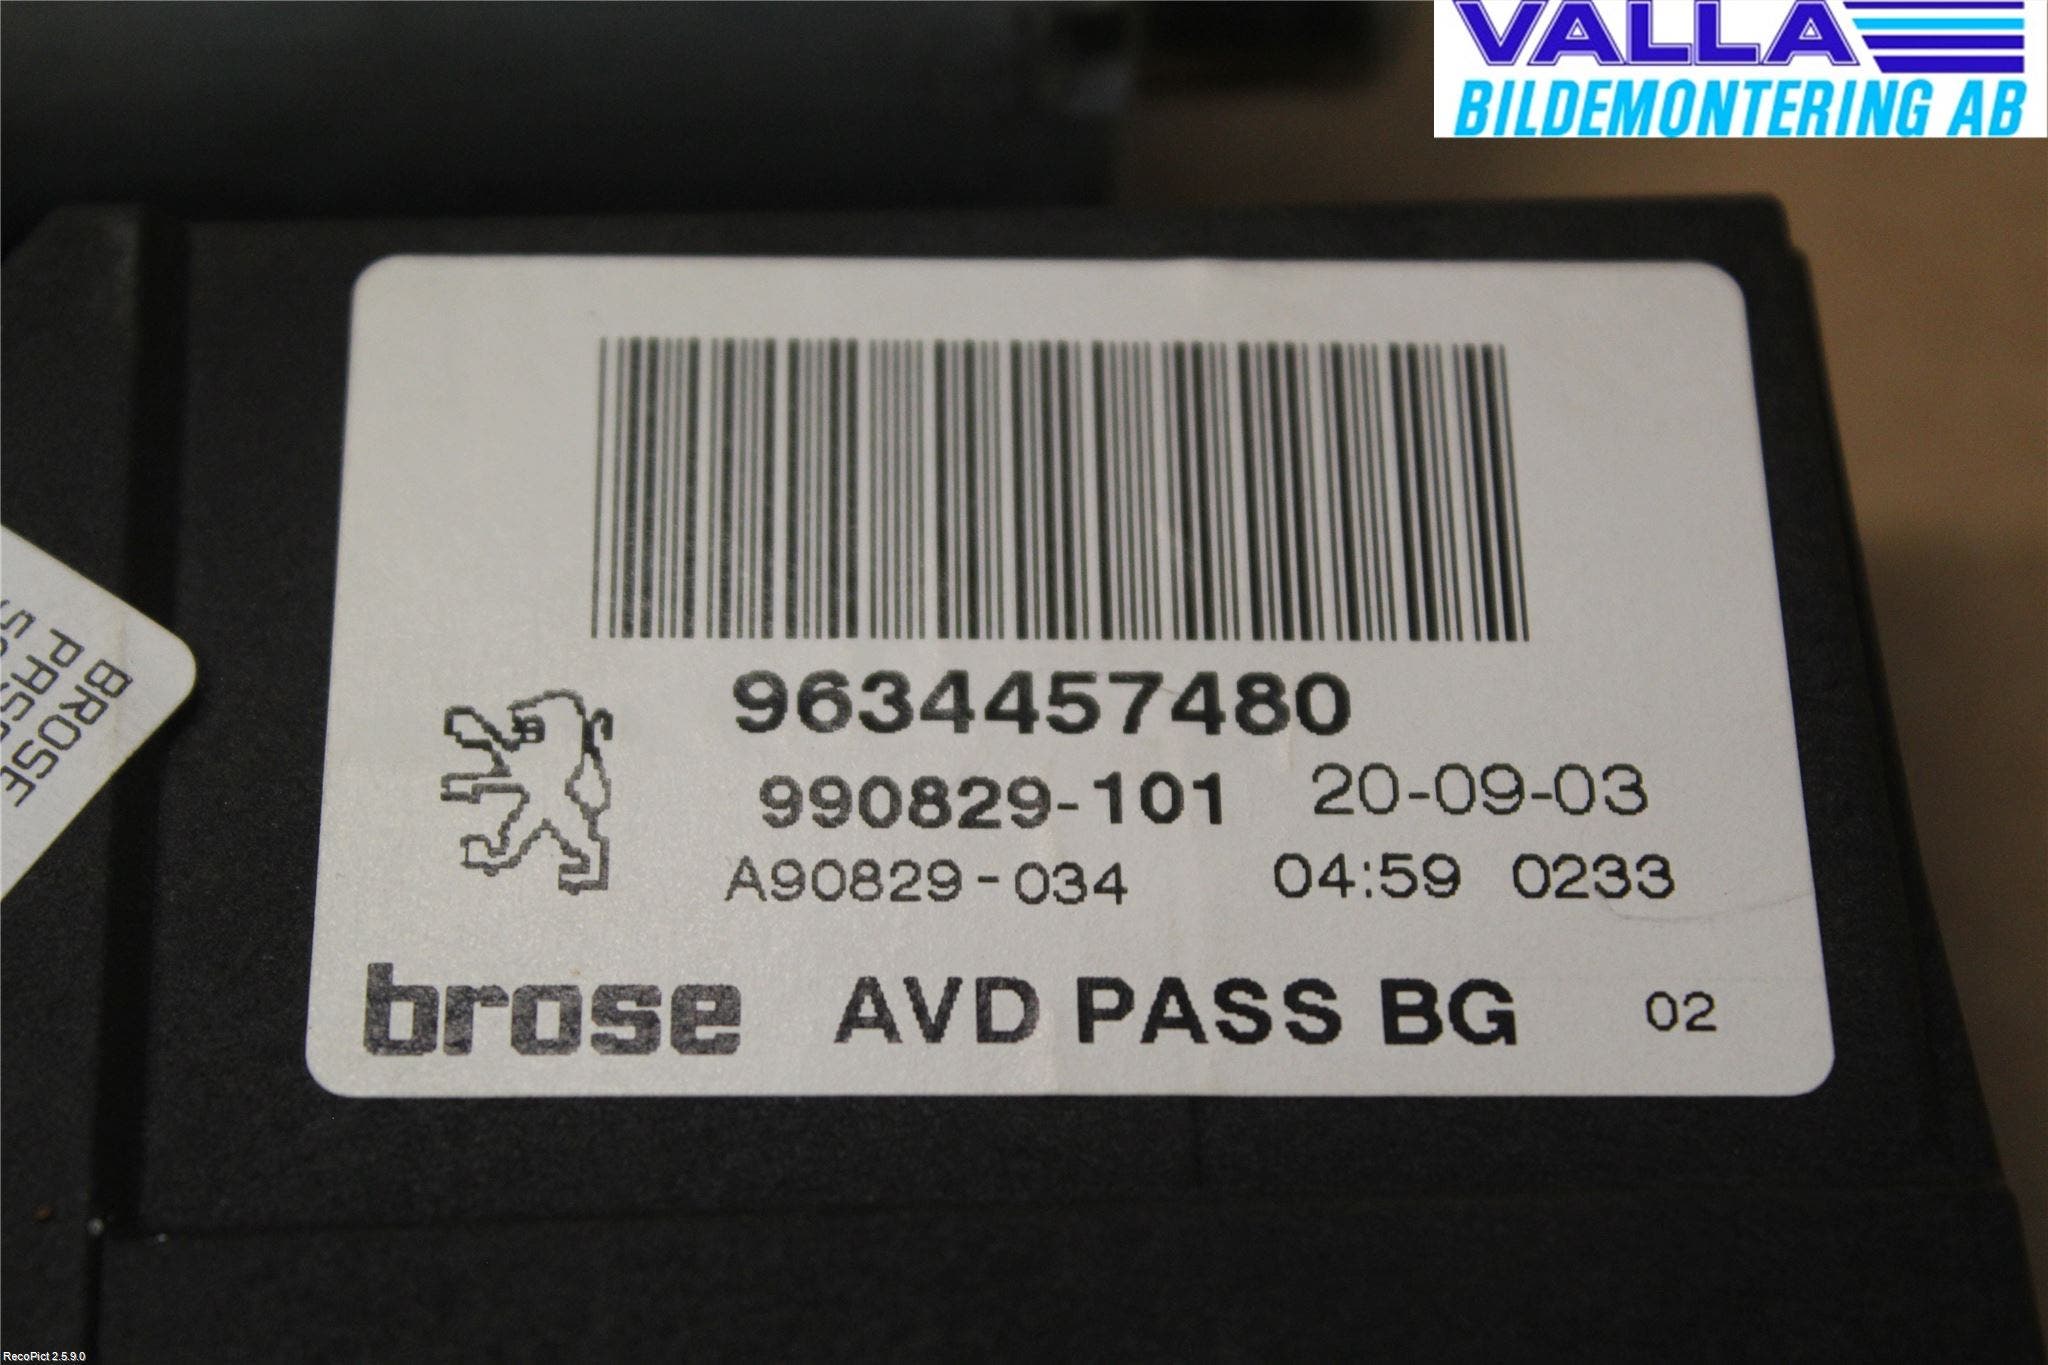 VALLA
BILDEMONTERING AB
9634457480
990829-101 20-09-03
A90829-034 04:59 0233
brose AVD PASS BG 02
BROSE
RecoPict 2.5.9.0